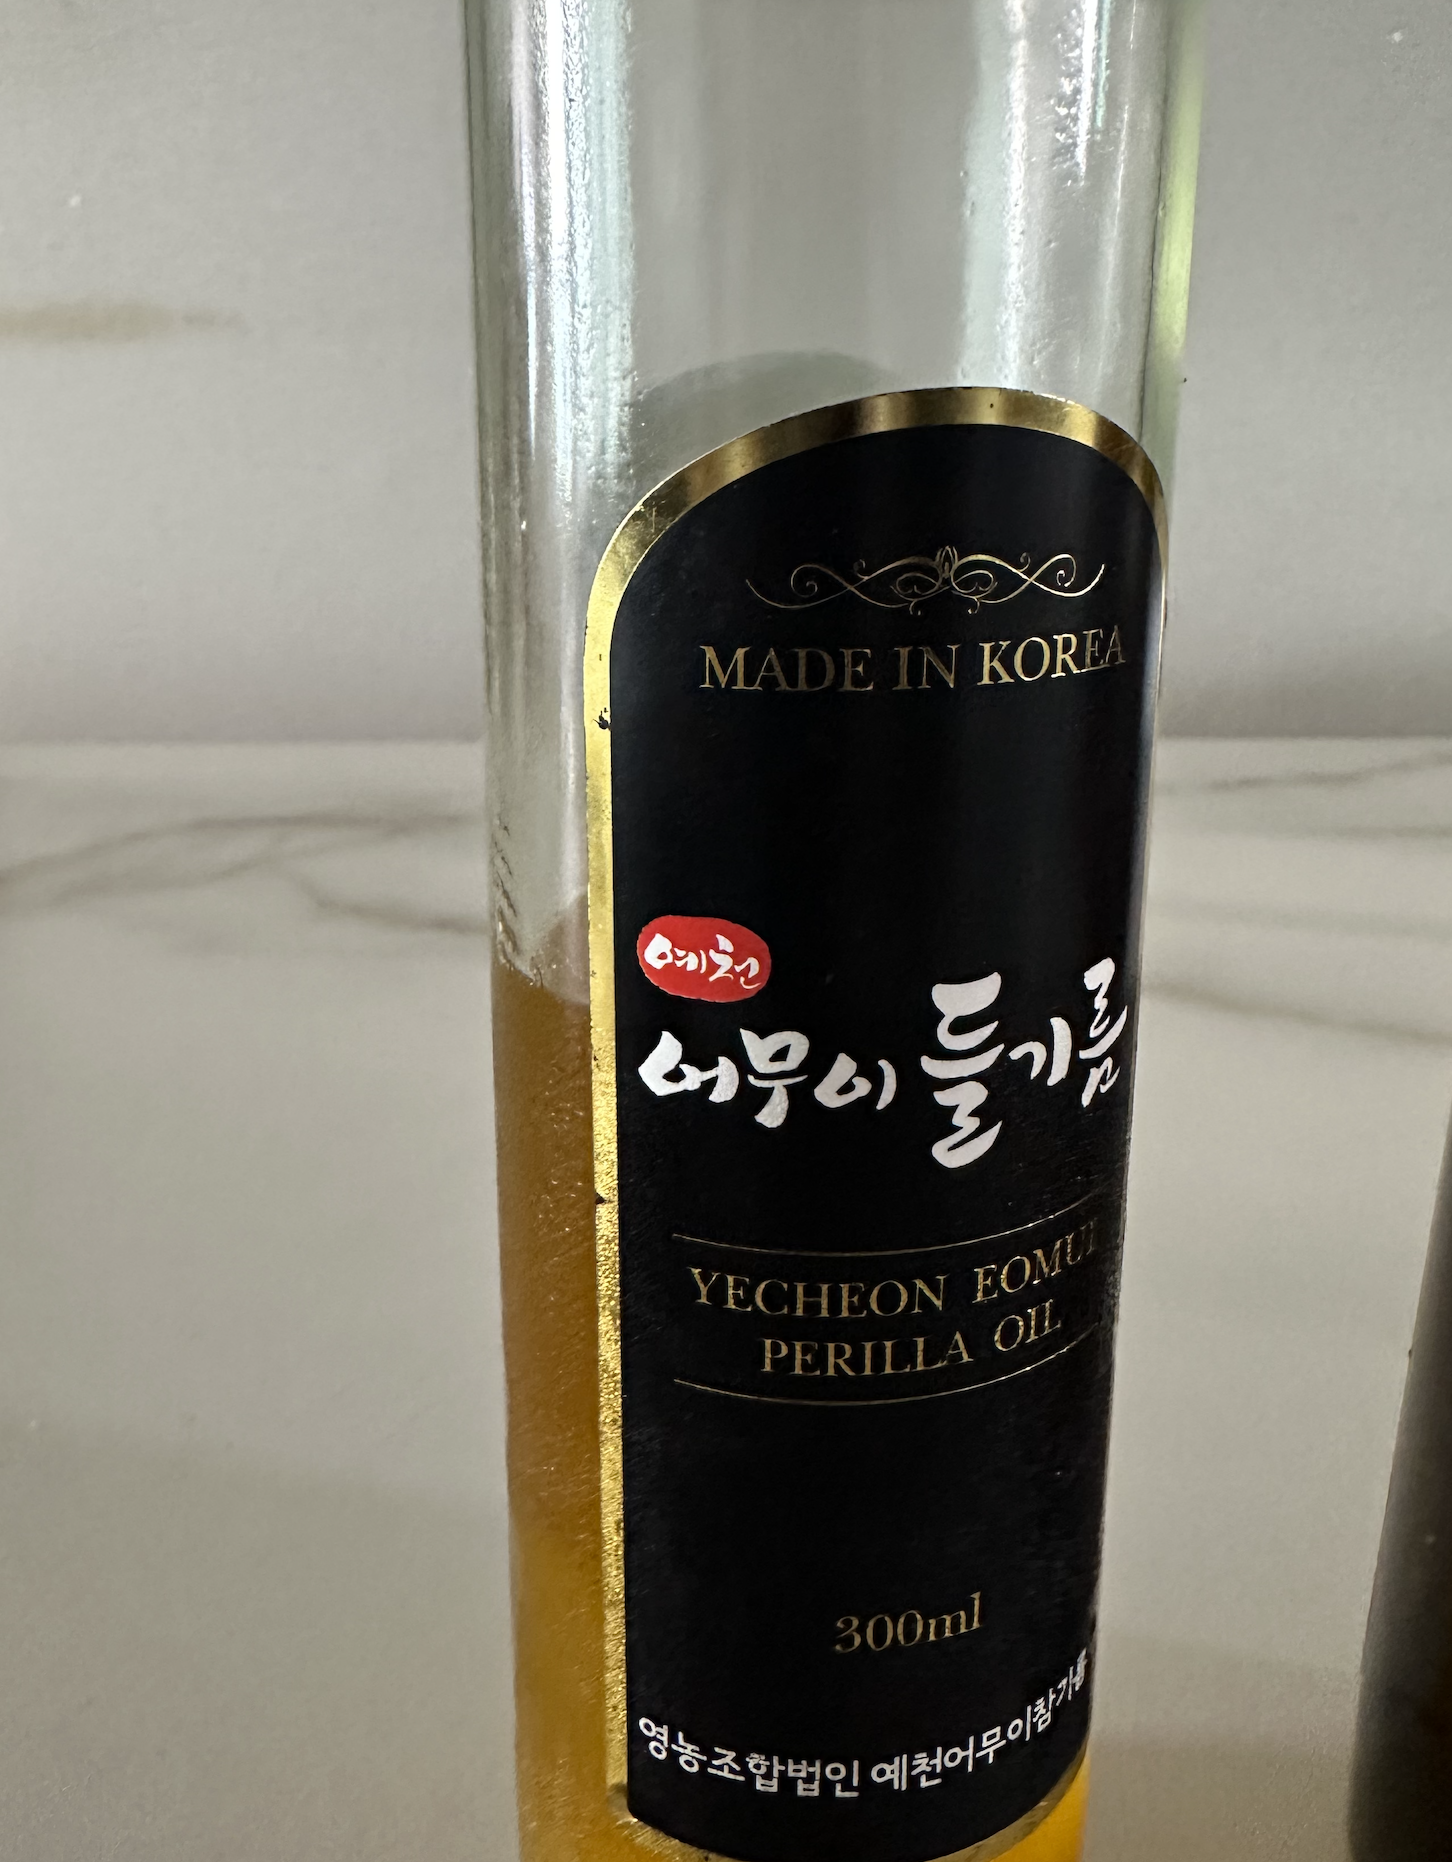 MADE IN KOREA
예천
어무이 들기름
YECHEON EOMUI
PERILLA OIL
300ml
영농조합법인 예천어무이참기름